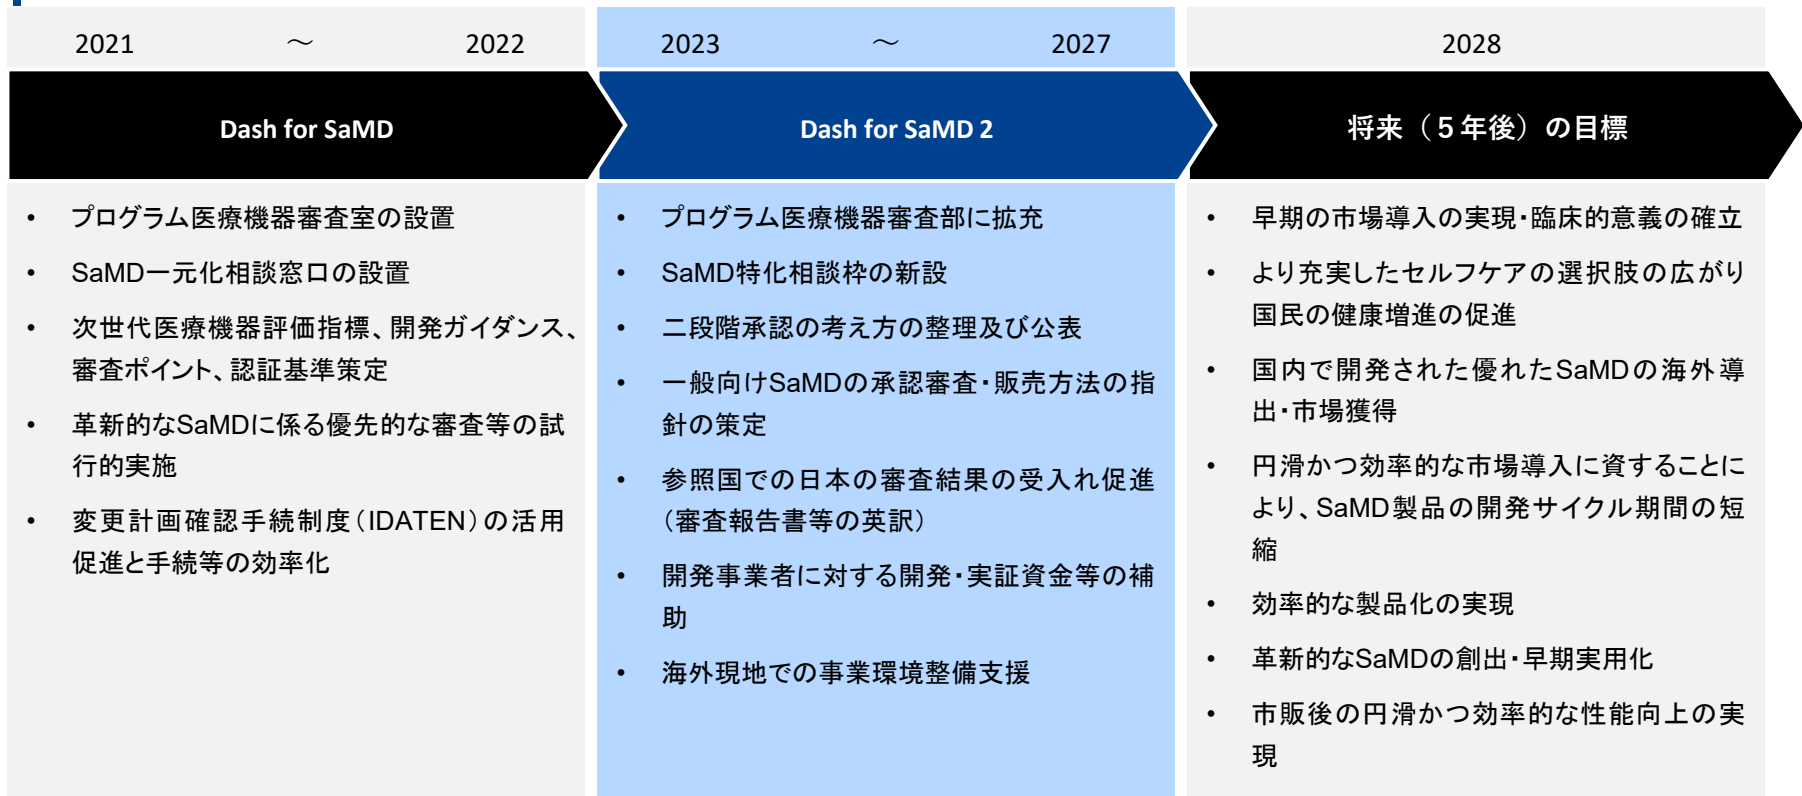 2021 ～ 2022
Dash for SaMD
• プログラム医療機器審査室の設置
• SaMD一元化相談窓口の設置
• 次世代医療機器評価指標、開発ガイダンス、
審査ポイント、認証基準策定
• 革新的なSaMDに係る優先的な審査等の試
行的実施
• 変更計画確認手続制度（IDATEN）の活用
促進と手続等の効率化
2023 ～ 2027
Dash for SaMD 2
• プログラム医療機器審査部に拡充
• SaMD特化相談枠の新設
• 二段階承認の考え方の整理及び公表
• 一般向けSaMDの承認審査・販売方法の指
針の策定
• 参照国での日本の審査結果の受入れ促進
（審査報告書等の英訳）
• 開発事業者に対する開発・実証資金等の補
助
• 海外現地での事業環境整備支援
2028
将来（５年後）の目標
• 早期の市場導入の実現・臨床的意義の確立
• より充実したセルフケアの選択肢の広がり
国民の健康増進の促進
• 国内で開発された優れたSaMDの海外導
出・市場獲得
• 円滑かつ効率的な市場導入に資することに
より、SaMD製品の開発サイクル期間の短
縮
• 効率的な製品化の実現
• 革新的なSaMDの創出・早期実用化
• 市販後の円滑かつ効率的な性能向上の実
現